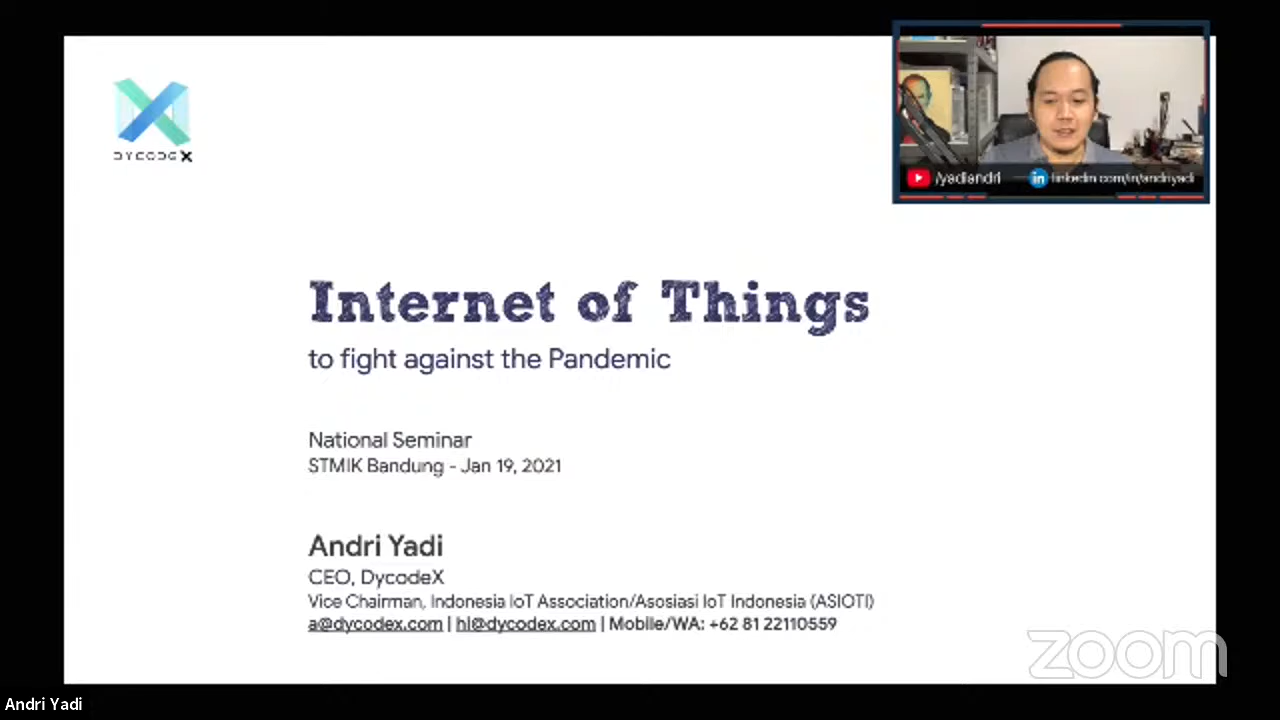 DYCODEX
/yadiandri
linkedin.com/in/andriyadi
Internet of Things
to fight against the Pandemic
National Seminar
STMIK Bandung - Jan 19, 2021
Andri Yadi
CEO, DycodeX
Vice Chairman, Indonesia IoT Association/Asosiasi IoT Indonesia (ASIOTI)
a@dycodex.com | hi@dycodex.com | Mobile/WA: +62 81 22110559
zoom
Andri Yadi